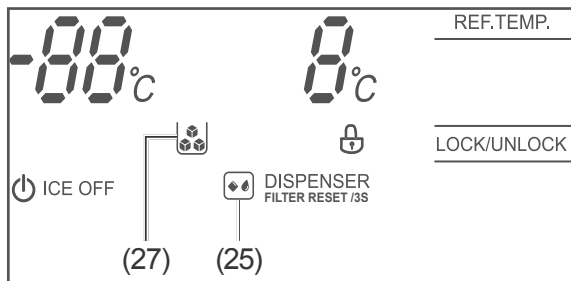 -88°C 8°C REF.TEMP.
LOCK/UNLOCK
ICE OFF DISPENSER
FILTER RESET /3S
(27) (25)